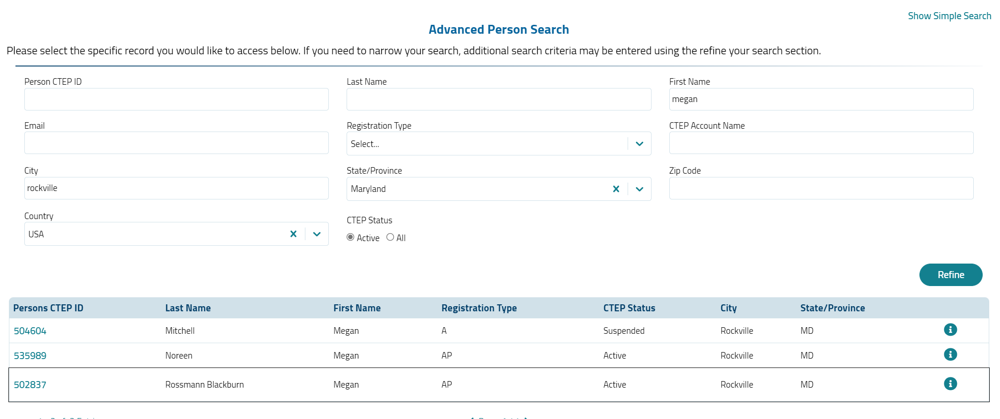 Show Simple Search
Advanced Person Search
Please select the specific record you would like to access below. If you need to narrow your search, additional search criteria may be entered using the refine your search section.
Person CTEP ID Last Name First Name
megan
Email Registration Type CTEP Account Name
Select...
City State/Province Zip Code
rockville Maryland
Country CTEP Status
USA
Active All
Refine
Persons CTEP ID Last Name First Name Registration Type CTEP Status City State/Province
504604 Mitchell Megan A Suspended Rockville MD
535989 Noreen Megan AP Active Rockville MD
502837 Rossmann Blackburn Megan AP Active Rockville MD